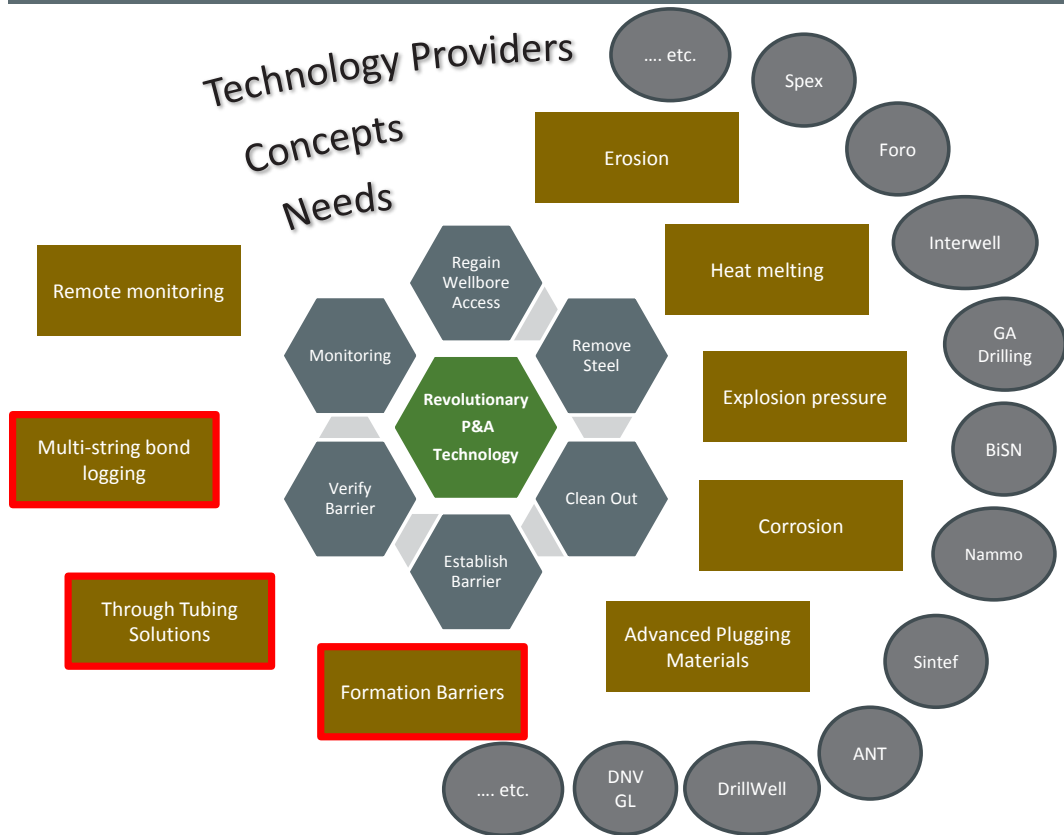 Technology Providers
Concepts
Needs
.... etc.
Spex
Foro
Interwell
GA
Drilling
BiSN
Nammo
Sintef
ANT
DrillWell
DNV
GL
.... etc.
Erosion
Heat melting
Explosion pressure
Corrosion
Advanced Plugging
Materials
Formation Barriers
Through Tubing
Solutions
Multi-string bond
logging
Remote monitoring
Regain
Wellbore
Access
Remove
Steel
Clean Out
Establish
Barrier
Verify
Barrier
Monitoring
Revolutionary
P&A
Technology